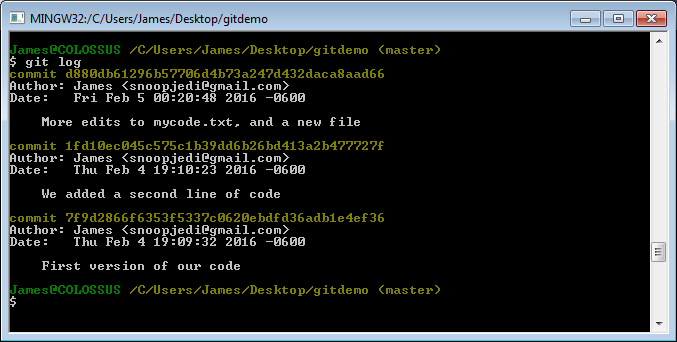 MINGW32:/C/Users/James/Desktop/gitdemo
James@COLOSSUS /C/Users/James/Desktop/gitdemo (master)
$ git log
commit d880db61296b57706d4b73a247d432daca8aad66
Author: James <snoopjedi@gmail.com>
Date:   Fri Feb 5 00:20:48 2016 -0600
    More edits to mycode.txt, and a new file
commit 1fd10ec045c575c1b39dd6b26bd413a2b477727f
Author: James <snoopjedi@gmail.com>
Date:   Thu Feb 4 19:10:23 2016 -0600
    We added a second line of code
commit 7f9d2866f6353f5337c0620ebdfd36adb1e4ef36
Author: James <snoopjedi@gmail.com>
Date:   Thu Feb 4 19:09:32 2016 -0600
    First version of our code
James@COLOSSUS /C/Users/James/Desktop/gitdemo (master)
$